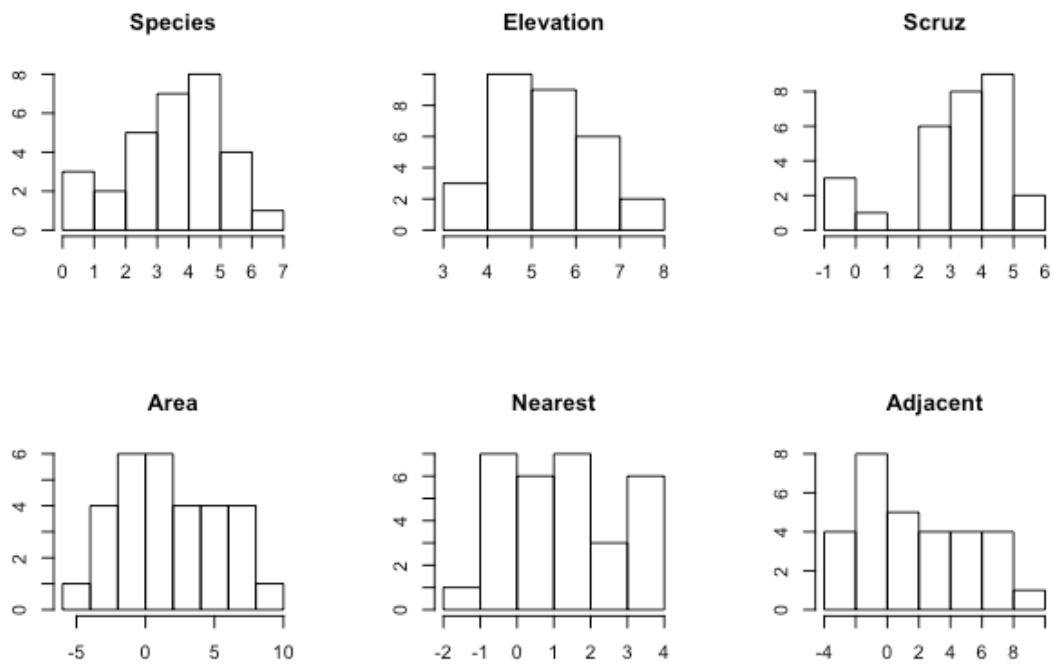 Species
Elevation
Scruz
0 2 4 6 8
0 2 4 6 8
0 2 4 6 8
0 1 2 3 4 5 6 7
3 4 5 6 7 8
-1 0 1 2 3 4 5 6
Area
Nearest
Adjacent
0 2 4 6
0 2 4 6
0 2 4 6 8
-5 0 5 10
-2 -1 0 1 2 3 4
-4 0 2 4 6 8